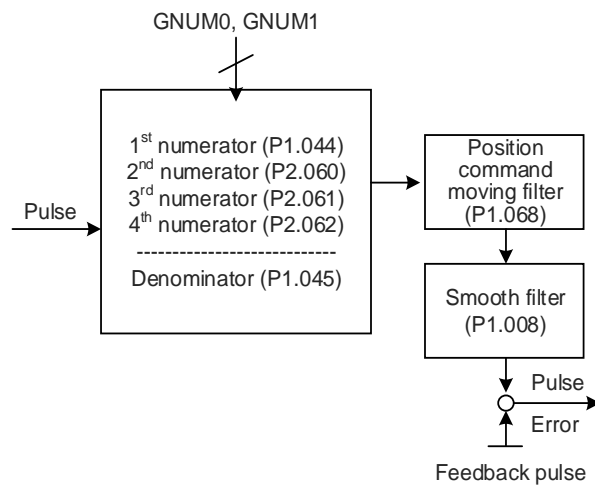 GNUM0, GNUM1
Pulse
1st numerator (P1.044)
2nd numerator (P2.060)
3rd numerator (P2.061)
4th numerator (P2.062)
----------------------------
Denominator (P1.045)
Position
command
moving filter
(P1.068)
Smooth filter
(P1.008)
Pulse
Error
Feedback pulse